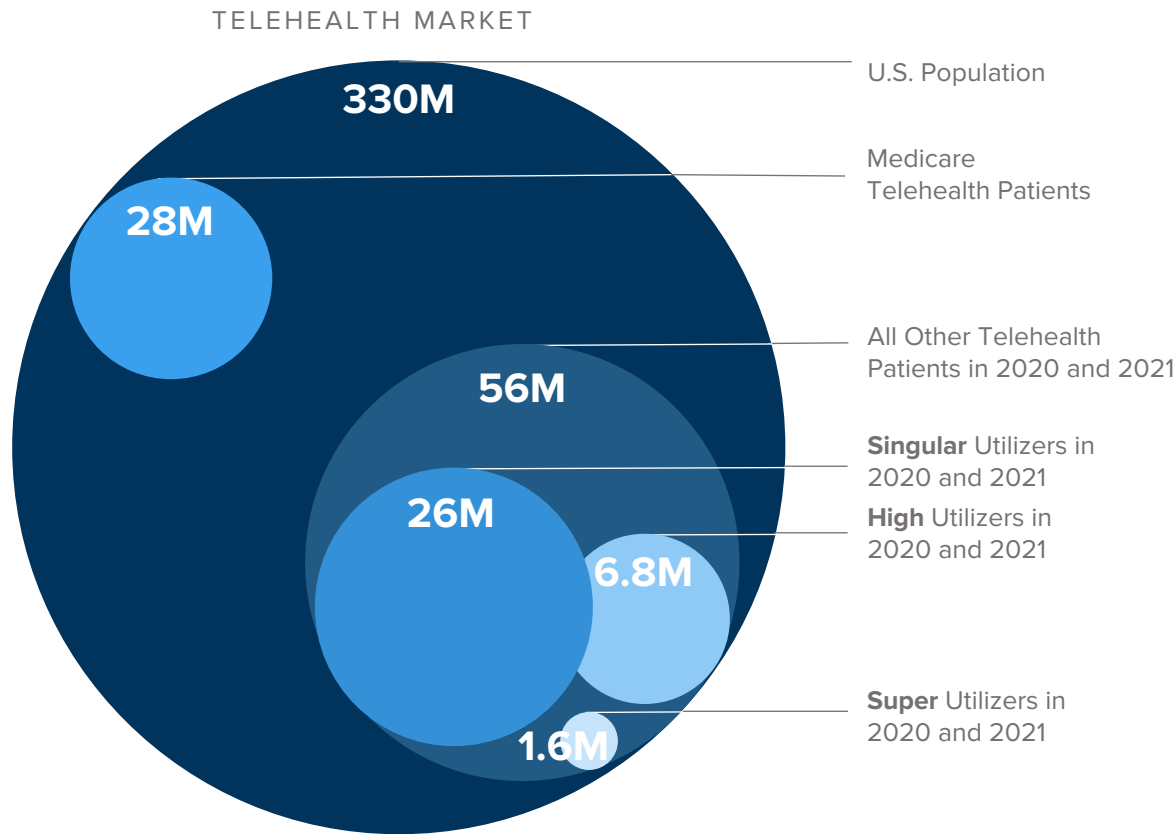 TELEHEALTH MARKET
330M
U.S. Population
28M
Medicare
Telehealth Patients
56M
All Other Telehealth
Patients in 2020 and 2021
26M
Singular Utilizers in
2020 and 2021
6.8M
High Utilizers in
2020 and 2021
1.6M
Super Utilizers in
2020 and 2021